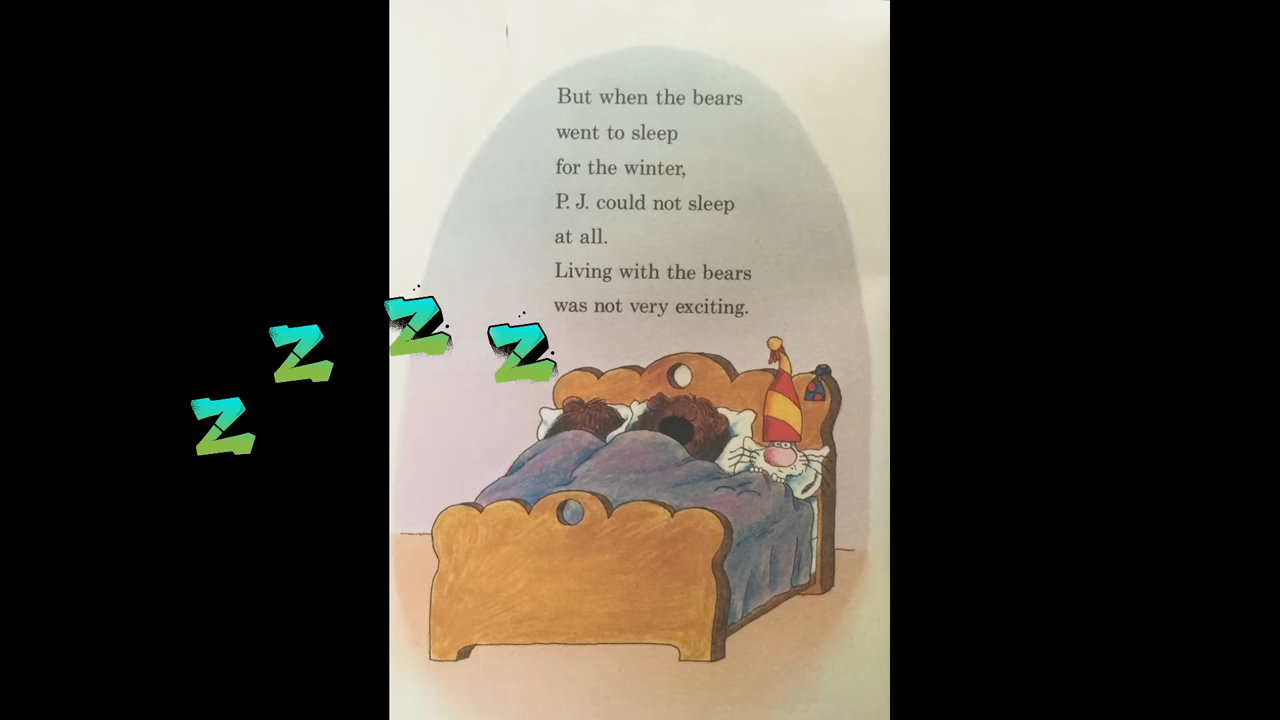 But when the bears
went to sleep
for the winter,
P. J. could not sleep
at all.
Living with the bears
was not very exciting.
Z Z Z Z